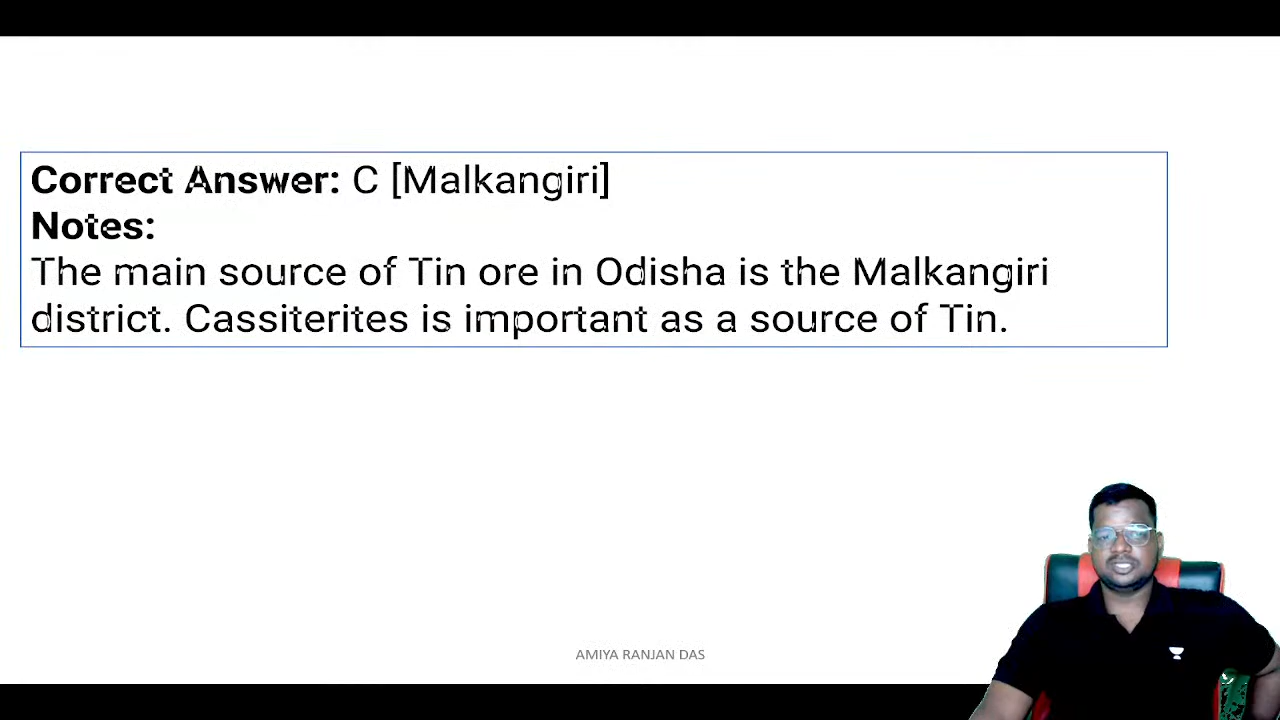 Correct Answer: C [Malkangiri]
Notes:
The main source of Tin ore in Odisha is the Malkangiri
district. Cassiterites is important as a source of Tin.
AMIYA RANJAN DAS